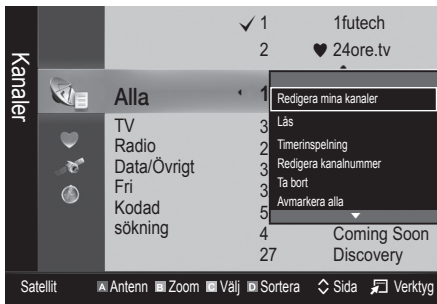 Kanaler
✓ 1 1futech
2 ♥ 24ore.tv
Alla 1
TV 3
Radio 2
Data/Övrigt 3
Fri 3
Kodad 5
sökning 4 Coming Soon
27 Discovery
Redigera mina kanaler
Lås
Timerinspelning
Redigera kanalnummer
Ta bort
Avmarkera alla
Satellit A Antenn B Zoom C Välj D Sortera Sida Verktyg